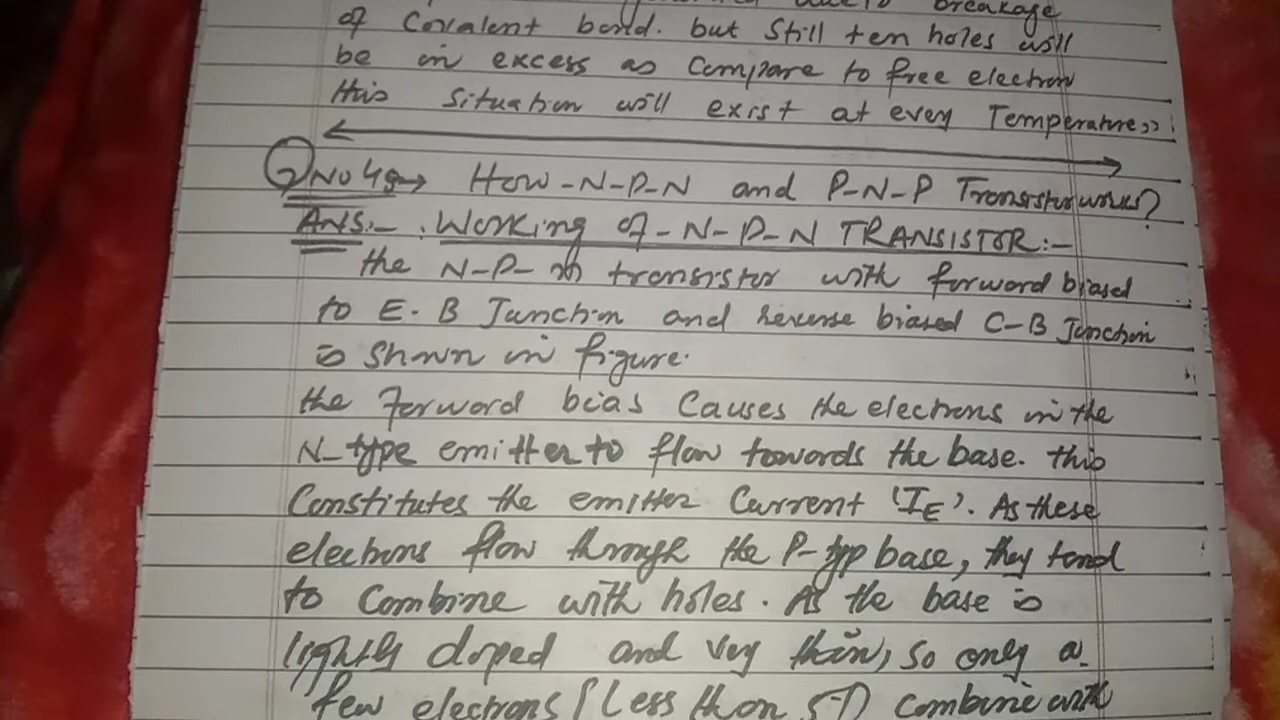 breakage
of Covalent bond. but Still ten holes will
be in excess as Compare to free electron
this situation will exist at every Temperature,,
QNo 4 How-N-P-N and P-N-P Transistor works?
ANS:- . Working of-N-P-N TRANSISTOR:-
the N-P-N transistor with forward biased
to E.B Junction and reverse biased C-B Junction
is Shown in figure.
the Forward bias Causes the electrons in the
N-type emitter to flow towards the base. this
Constitutes the emitter Current 'IE'. As these
electrons flow through the P-typ base, they tend
to Combine with holes. As the base is
lightly doped and very thin, so only a
few electrons (less than 5%) combine with